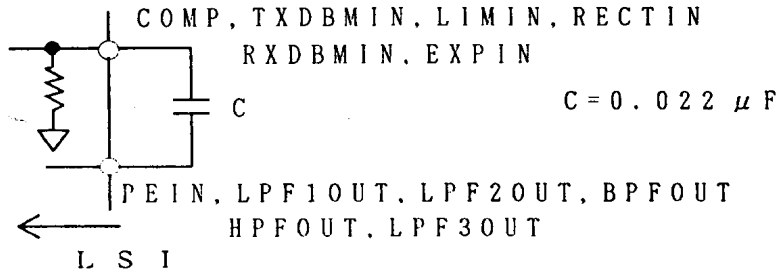 COMP, TXDBMIN, LIMIN, RECTIN
RXDBMIN, EXPIN
C
C=0.022 μF
PEIN, LPF1OUT, LPF2OUT, BPFOUT
HPFOUT, LPF3OUT
LSI